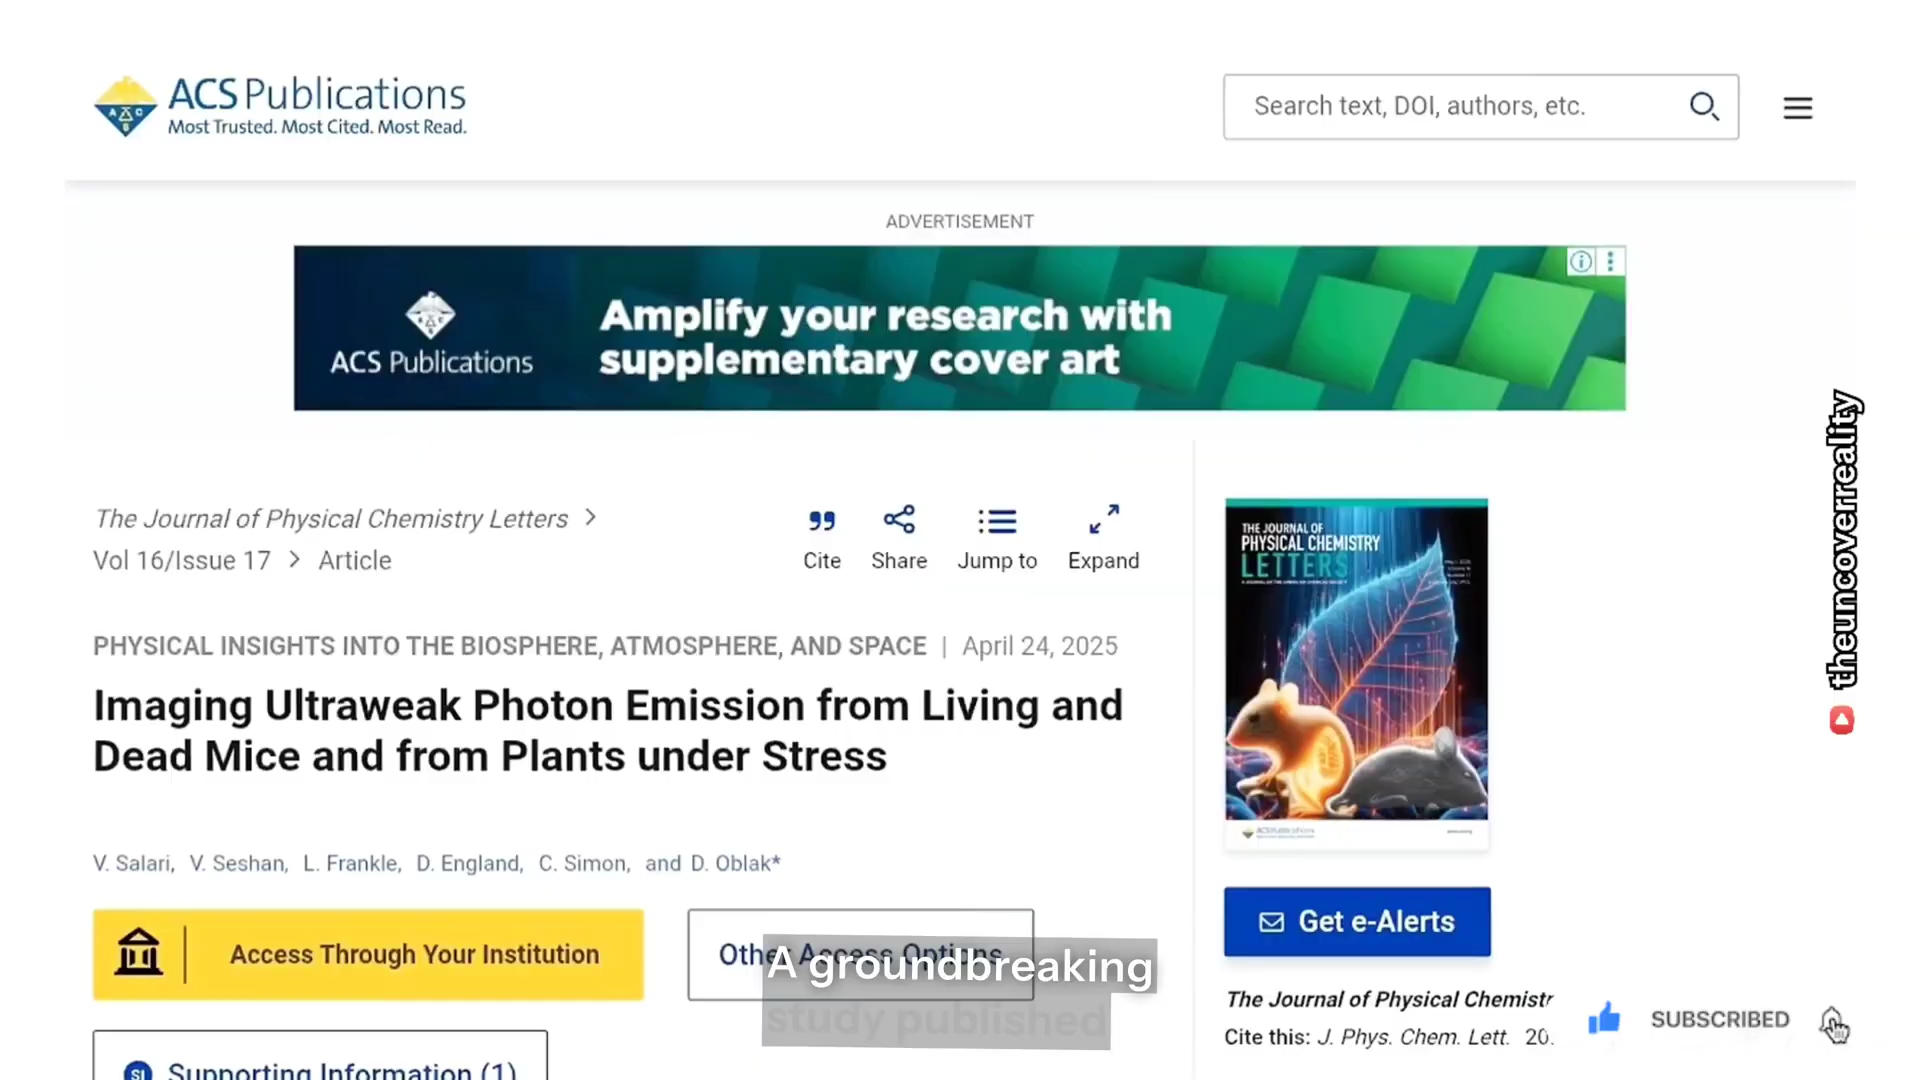 ACS Publications
Most Trusted. Most Cited. Most Read.
Search text, DOI, authors, etc.
ADVERTISEMENT
ACS Publications
Amplify your research with
supplementary cover art
The Journal of Physical Chemistry Letters
Vol 16/Issue 17 > Article
Cite Share Jump to Expand
PHYSICAL INSIGHTS INTO THE BIOSPHERE, ATMOSPHERE, AND SPACE | April 24, 2025
Imaging Ultraweak Photon Emission from Living and
Dead Mice and from Plants under Stress
V. Salari, V. Seshan, L. Frankle, D. England, C. Simon, and D. Oblak*
Access Through Your Institution
Other Access Options
A groundbreaking
study published
SI Supporting Information (1)
THE JOURNAL OF
PHYSICAL CHEMISTRY
LETTERS
Get e-Alerts
The Journal of Physical Chemistr
Cite this: J. Phys. Chem. Lett. 20.
SUBSCRIBED
theuncoverreality